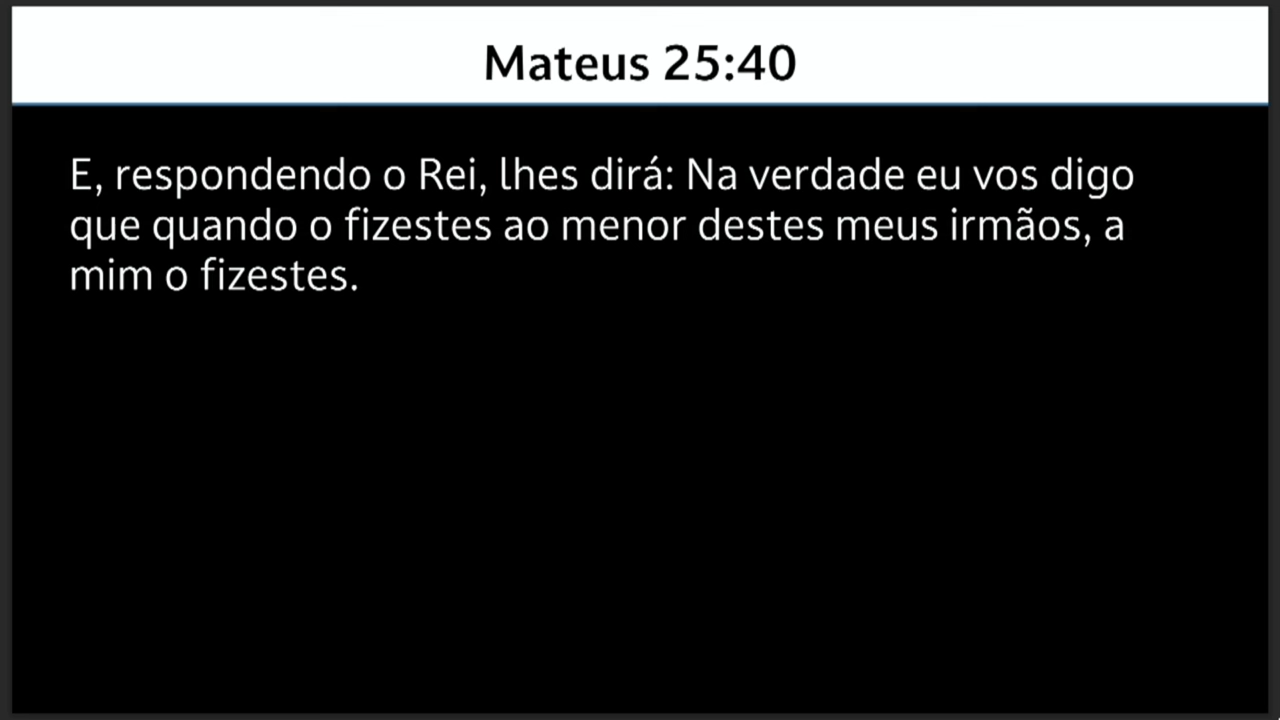 Mateus 25:40
E, respondendo o Rei, lhes dirá: Na verdade eu vos digo
que quando o fizestes ao menor destes meus irmãos, a
mim o fizestes.